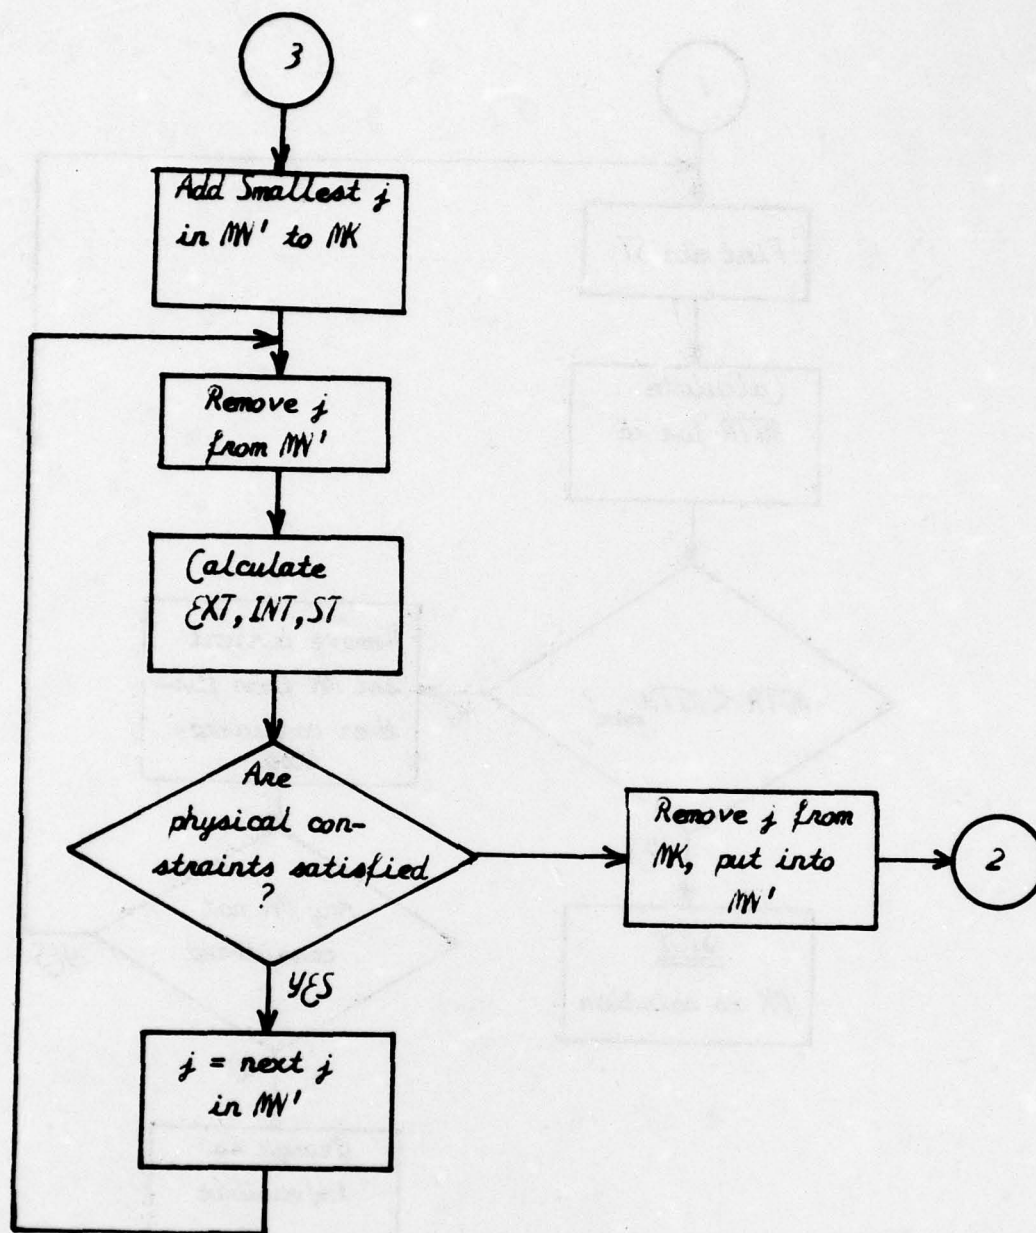 3
Add Smallest j
in MN' to MK
Remove j
from MN'
Calculate
EXT, INT, ST
Are
physical con-
straints satisfied
?
Remove j from
MK, put into
MN'
2
YES
j = next j
in MN'